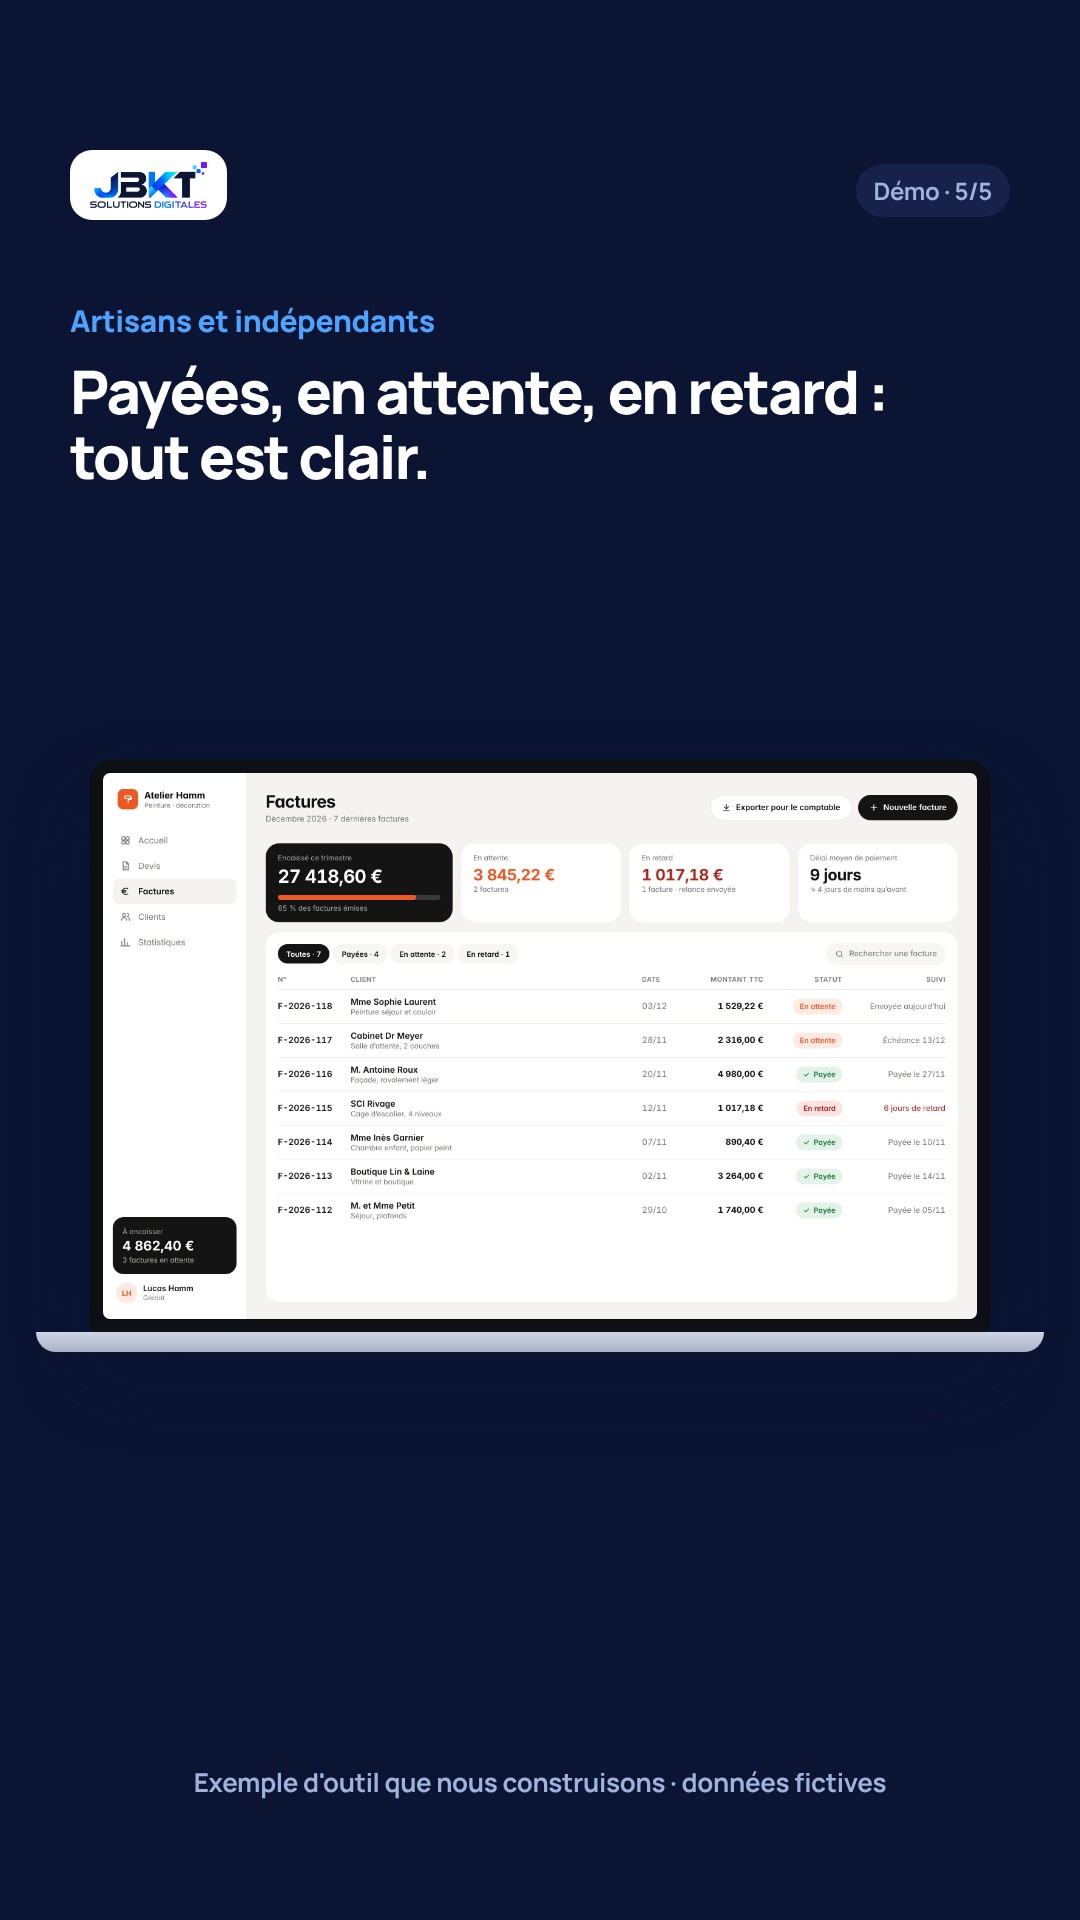 JBKT
SOLUTIONS DIGITALES
Démo · 5/5
Artisans et indépendants
Payées, en attente, en retard :
tout est clair.
Atelier Hamm
Peinture · décoration
Accueil
Devis
Factures
Clients
Statistiques
À encaisser
4 862,40 €
3 factures en attente
LH
Lucas Hamm
Gérant
Factures
Décembre 2026 · 7 dernières factures
Exporter pour le comptable
+ Nouvelle facture
Encaissé ce trimestre
27 418,60 €
85 % des factures émises
En attente
3 845,22 €
2 factures
En retard
1 017,18 €
1 facture · relance envoyée
Délai moyen de paiement
9 jours
↘ 4 jours de moins qu'avant
Toutes · 7
Payées · 4
En attente · 2
En retard · 1
Rechercher une facture
N° CLIENT DATE MONTANT TTC STATUT SUIVI
F-2026-118 Mme Sophie Laurent 03/12 1 529,22 € En attente Envoyée aujourd'hui
Peinture séjour et couloir
F-2026-117 Cabinet Dr Meyer 28/11 2 316,00 € En attente Échéance 13/12
Salle d'attente, 2 couches
F-2026-116 M. Antoine Roux 20/11 4 980,00 € ✓ Payée Payée le 27/11
Façade, ravalement léger
F-2026-115 SCI Rivage 12/11 1 017,18 € En retard 6 jours de retard
Cage d'escalier, 4 niveaux
F-2026-114 Mme Inès Garnier 07/11 890,40 € ✓ Payée Payée le 10/11
Chambre enfant, papier peint
F-2026-113 Boutique Lin & Laine 02/11 3 264,00 € ✓ Payée Payée le 14/11
Vitrine et boutique
F-2026-112 M. et Mme Petit 29/10 1 740,00 € ✓ Payée Payée le 05/11
Séjour, plafonds
Exemple d'outil que nous construisons · données fictives